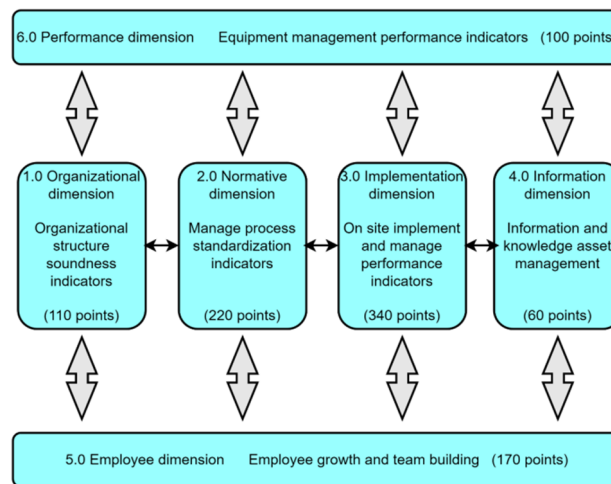 6.0 Performance dimension Equipment management performance indicators (100 points
1.0 Organizational
dimension
Organizational
structure
soundness
indicators
(110 points)
2.0 Normative
dimension
Manage process
standardization
indicators
(220 points)
3.0 Implementation
dimension
On site implement
and manage
performance
indicators
(340 points)
4.0 Information
dimension
Information and
knowledge asset
management
(60 points)
5.0 Employee dimension Employee growth and team building (170 points)